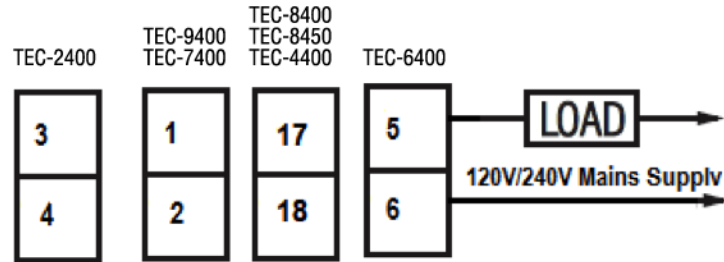 TEC-2400
TEC-9400
TEC-7400
TEC-8400
TEC-8450
TEC-4400
TEC-6400
3
1
17
5
LOAD
120V/240V Mains Supply
4
2
18
6